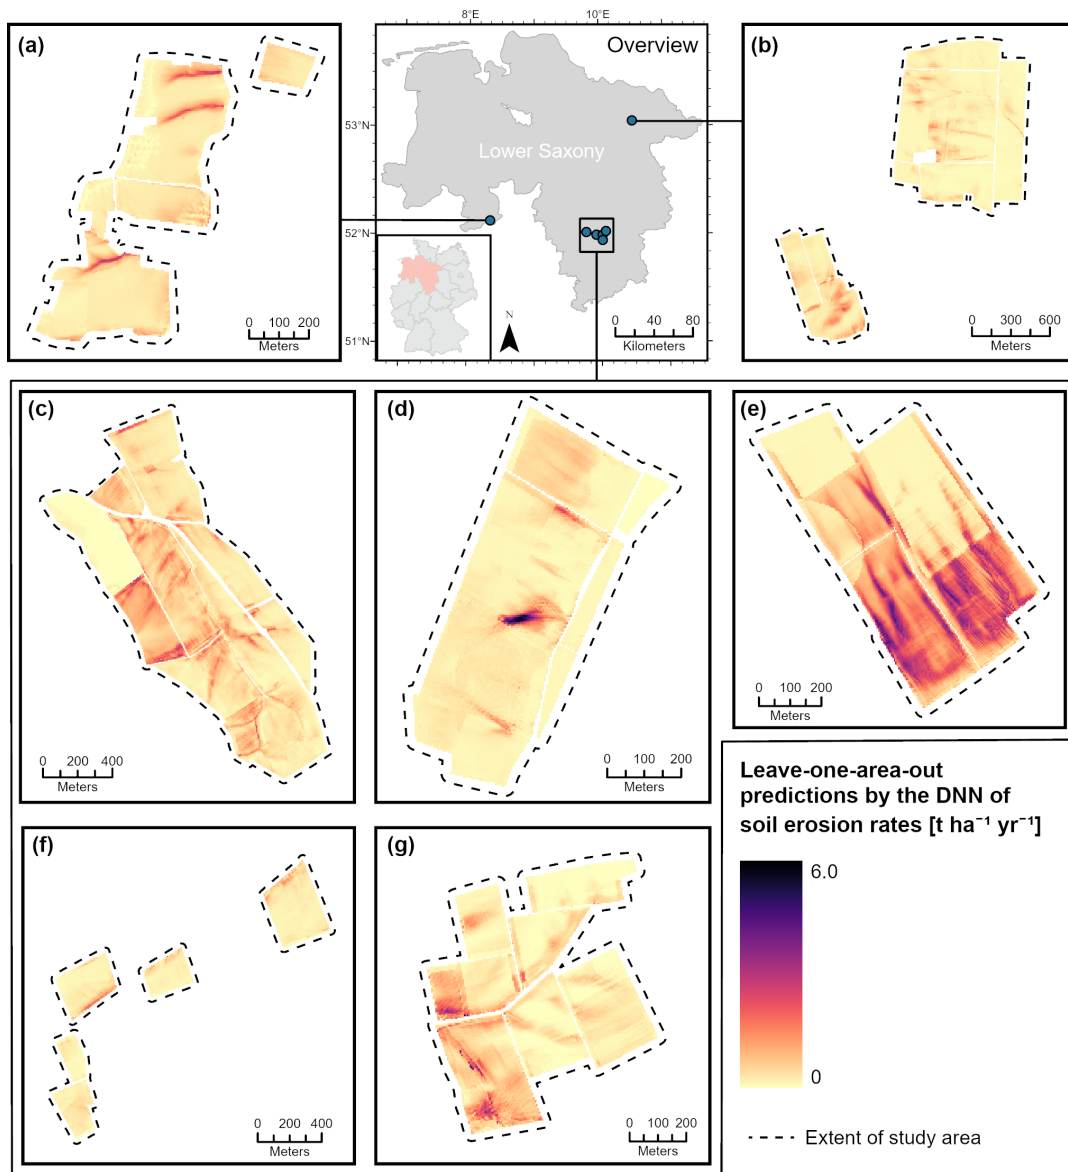 8°E
10°E
(a)
Overview
(b)
53°N
Lower Saxony
52°N
51°N
N
0 100 200
Meters
0 40 80
Kilometers
0 300 600
Meters
(c)
(d)
(e)
0 200 400
Meters
0 100 200
Meters
0 100 200
Meters
Leave-one-area-out
predictions by the DNN of
soil erosion rates [t ha⁻¹ yr⁻¹]
6.0
0
Extent of study area
(f)
(g)
0 200 400
Meters
0 100 200
Meters